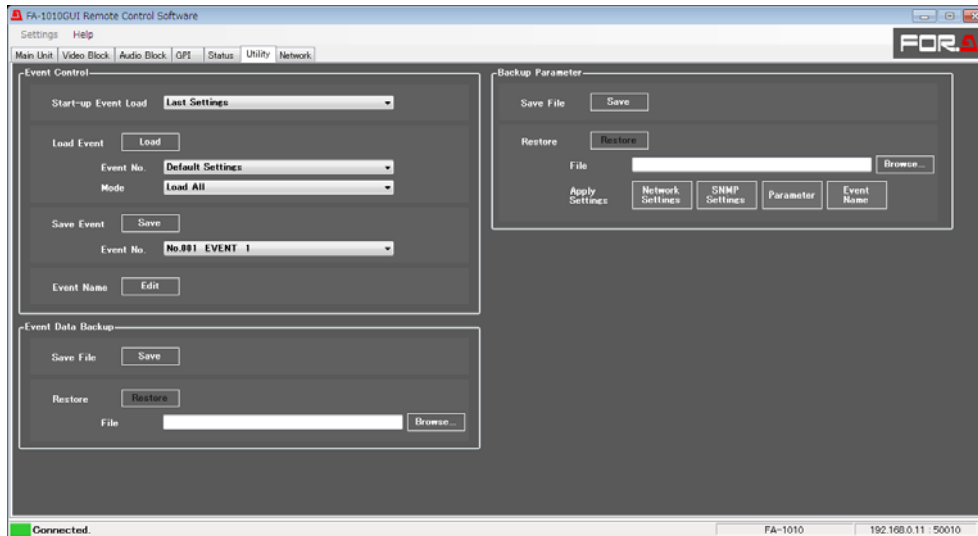 FA-1010GUI Remote Control Software
Settings Help
FOR.A
Main Unit Video Block Audio Block GPI Status Utility Network
Event Control
Start-up Event Load Last Settings
Load Event Load
Event No. Default Settings
Mode Load All
Save Event Save
Event No. No.001 EVENT 1
Event Name Edit
Event Data Backup
Save File Save
Restore Restore
File Browse...
Backup Parameter
Save File Save
Restore Restore
File Browse...
Apply Settings Network Settings SNMP Settings Parameter Event Name
Connected. FA-1010 192.168.0.11 : 50010